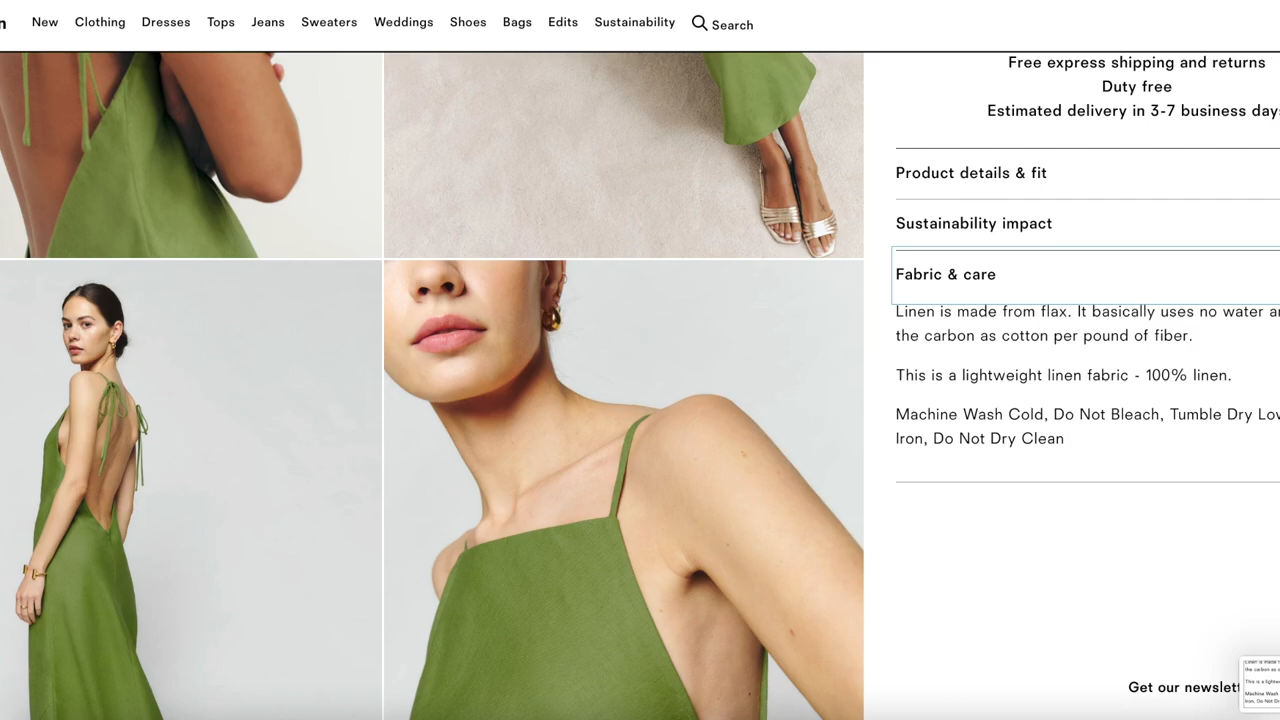 n New Clothing Dresses Tops Jeans Sweaters Weddings Shoes Bags Edits Sustainability Search
Free express shipping and returns
Duty free
Estimated delivery in 3-7 business days
Product details & fit
Sustainability impact
Fabric & care
Linen is made from flax. It basically uses no water
the carbon as cotton per pound of fiber.
This is a lightweight linen fabric - 100% linen.
Machine Wash Cold, Do Not Bleach, Tumble Dry
Iron, Do Not Dry Clean
Get our